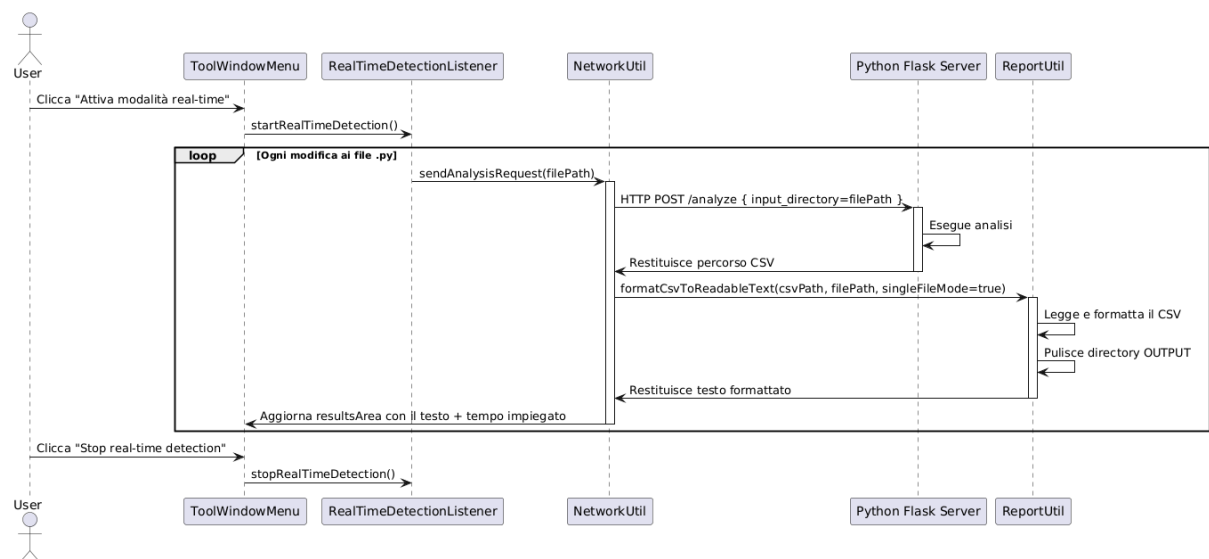 User
ToolWindowMenu
RealTimeDetectionListener
NetworkUtil
Python Flask Server
ReportUtil
Clicca "Attiva modalità real-time"
startRealTimeDetection()
loop
[Ogni modifica ai file .py]
sendAnalysisRequest(filePath)
HTTP POST /analyze { input_directory=filePath }
Esegue analisi
Restituisce percorso CSV
formatCsvToReadableText(csvPath, filePath, singleFileMode=true)
Legge e formatta il CSV
Pulisce directory OUTPUT
Restituisce testo formattato
Aggiorna resultsArea con il testo + tempo impiegato
Clicca "Stop real-time detection"
stopRealTimeDetection()
User
ToolWindowMenu
RealTimeDetectionListener
NetworkUtil
Python Flask Server
ReportUtil